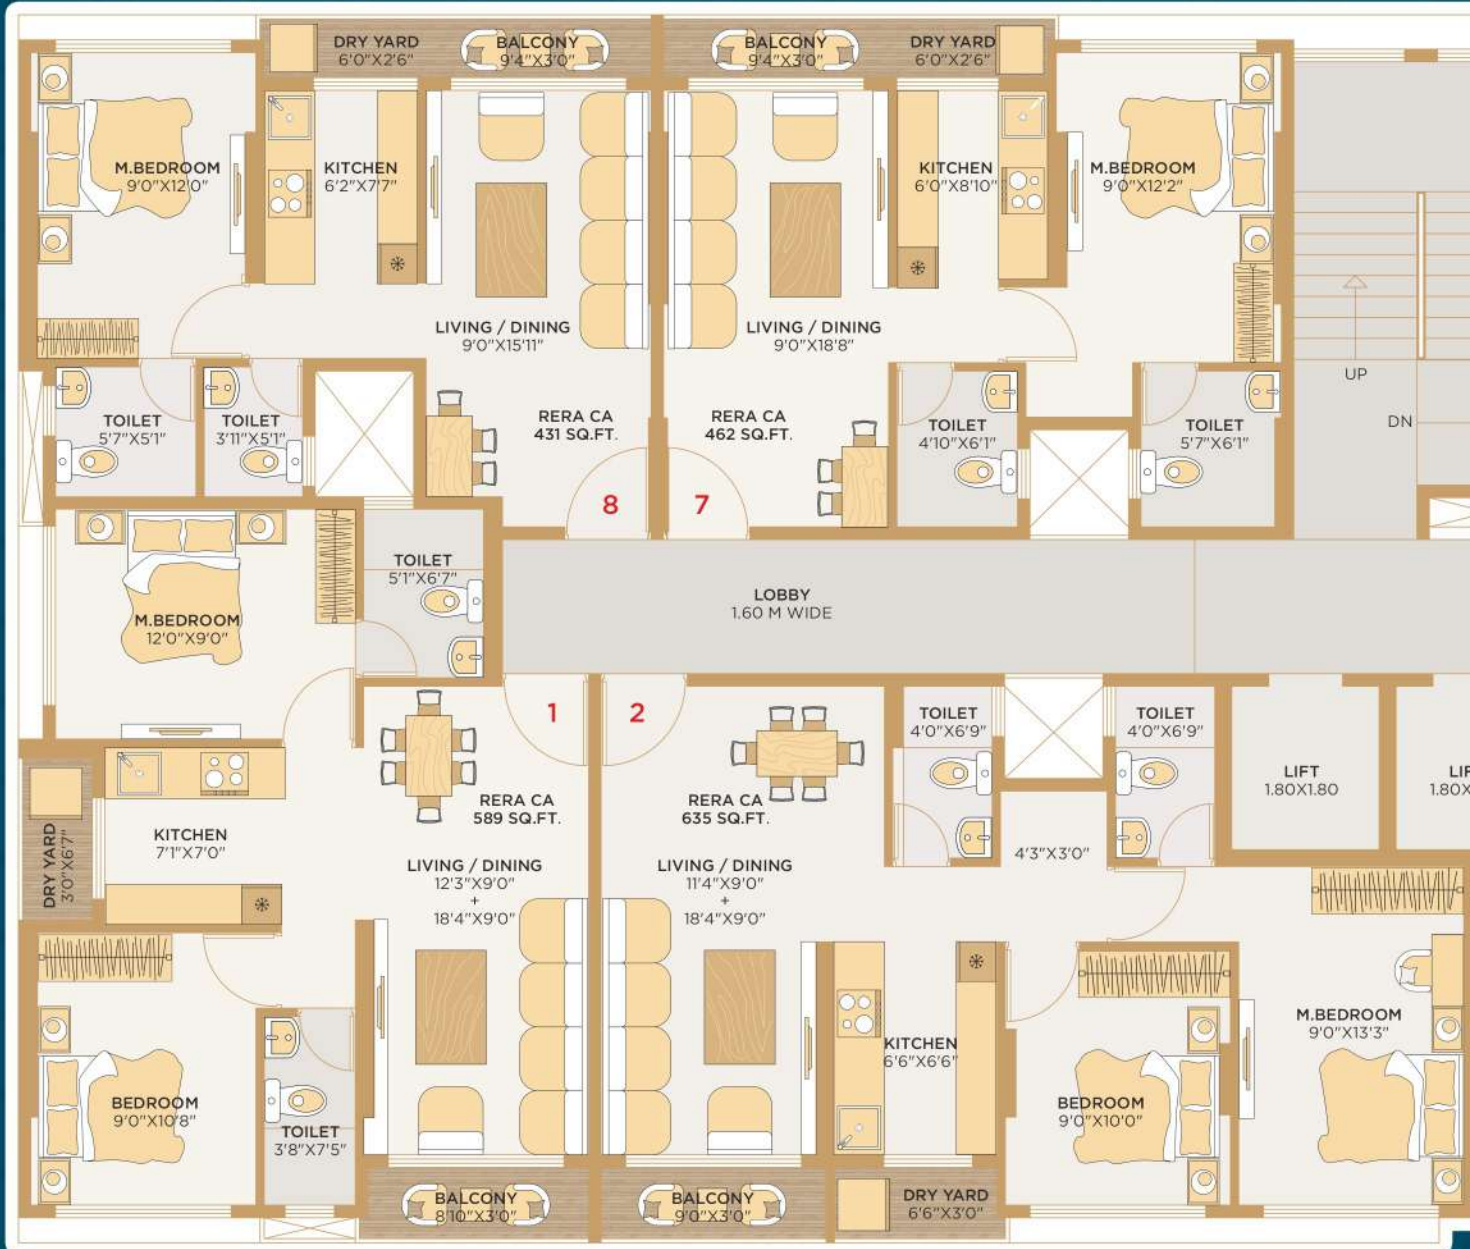 DRY YARD
6'0"X2'6"
BALCONY
9'4"X3'0"
BALCONY
9'4"X3'0"
DRY YARD
6'0"X2'6"
M.BEDROOM
9'0"X12'0"
KITCHEN
6'2"X7'7"
KITCHEN
6'0"X8'10"
M.BEDROOM
9'0"X12'2"
LIVING / DINING
9'0"X15'11"
LIVING / DINING
9'0"X18'8"
UP
TOILET
5'7"X5'1"
TOILET
3'11"X5'1"
RERA CA
431 SQ.FT.
RERA CA
462 SQ.FT.
TOILET
4'10"X6'1"
TOILET
5'7"X6'1"
DN
8
7
TOILET
5'1"X6'7"
LOBBY
1.60 M WIDE
M.BEDROOM
12'0"X9'0"
1
2
TOILET
4'0"X6'9"
TOILET
4'0"X6'9"
LIFT
1.80X1.80
LIF
1.80X
RERA CA
589 SQ.FT.
RERA CA
635 SQ.FT.
DRY YARD
3'0"X6'7"
KITCHEN
7'1"X7'0"
4'3"X3'0"
LIVING / DINING
12'3"X9'0"
+
18'4"X9'0"
LIVING / DINING
11'4"X9'0"
+
18'4"X9'0"
M.BEDROOM
9'0"X13'3"
KITCHEN
6'6"X6'6"
BEDROOM
9'0"X10'8"
BEDROOM
9'0"X10'0"
TOILET
3'8"X7'5"
BALCONY
8'10"X3'0"
BALCONY
9'0"X3'0"
DRY YARD
6'6"X3'0"